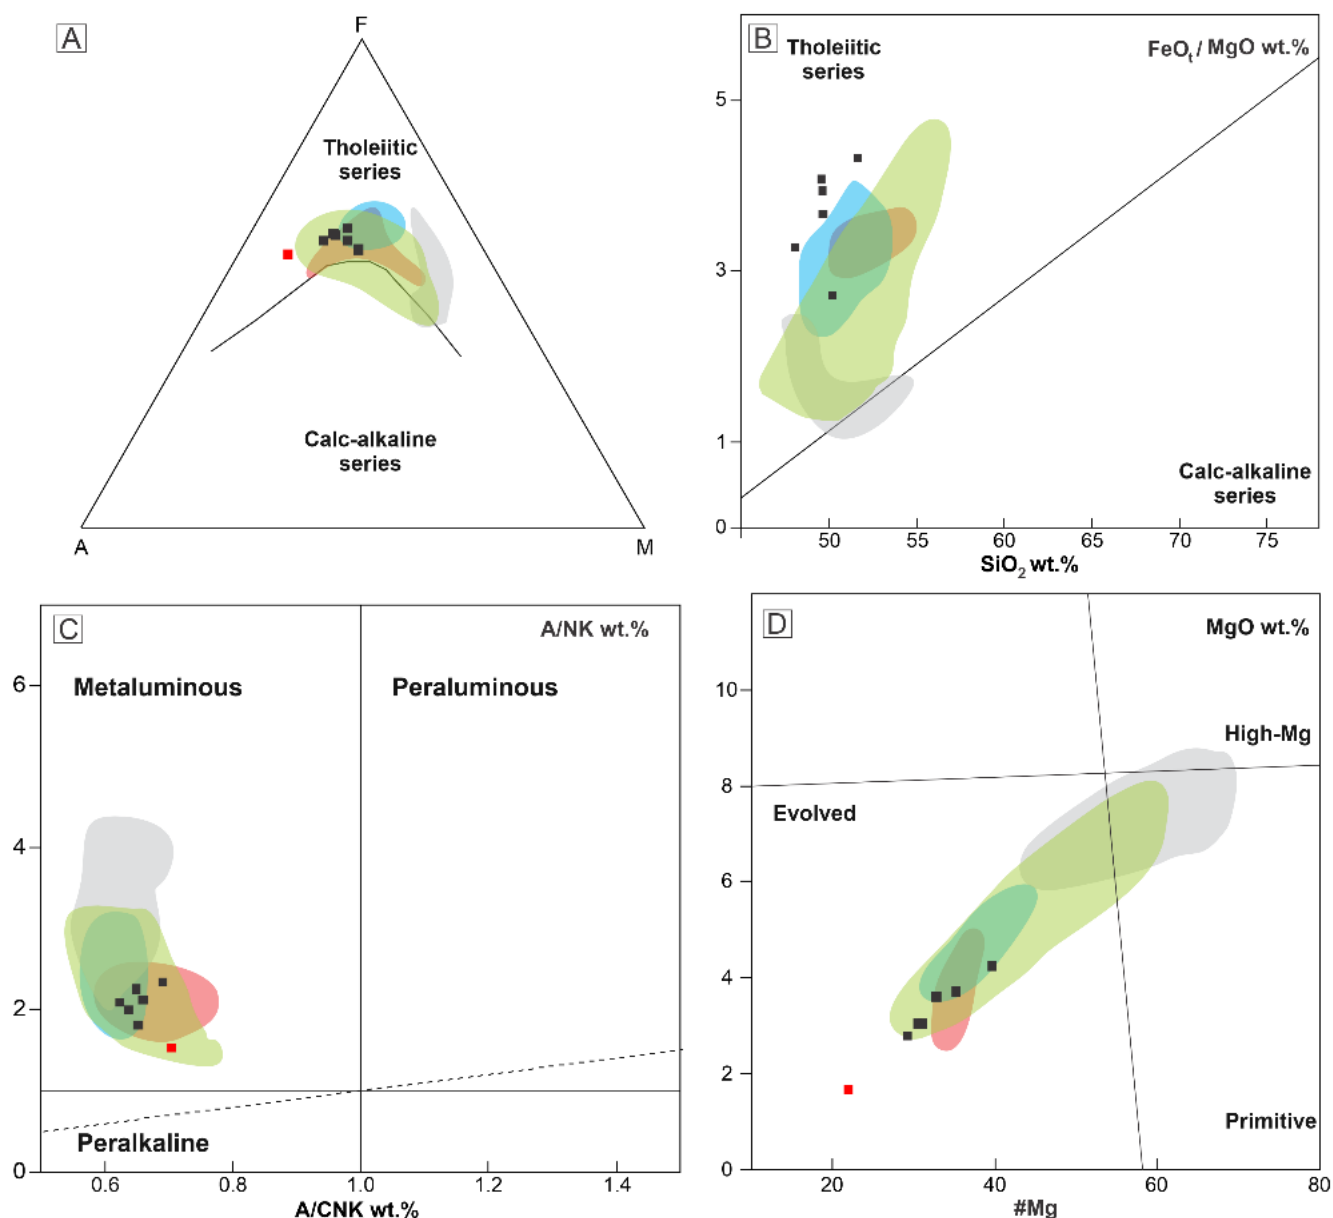 A
F
Tholeiitic
series
Calc-alkaline
series
A
M
B
Tholeiitic
series
FeOt / MgO wt.%
5
3
1
0
Calc-alkaline
series
50
55
60
65
70
75
SiO2 wt.%
C
A/NK wt.%
6
Metaluminous
Peraluminous
4
2
Peralkaline
0
0.6
0.8
1.0
1.2
1.4
A/CNK wt.%
D
MgO wt.%
10
High-Mg
8
Evolved
6
4
2
Primitive
0
20
40
60
80
#Mg